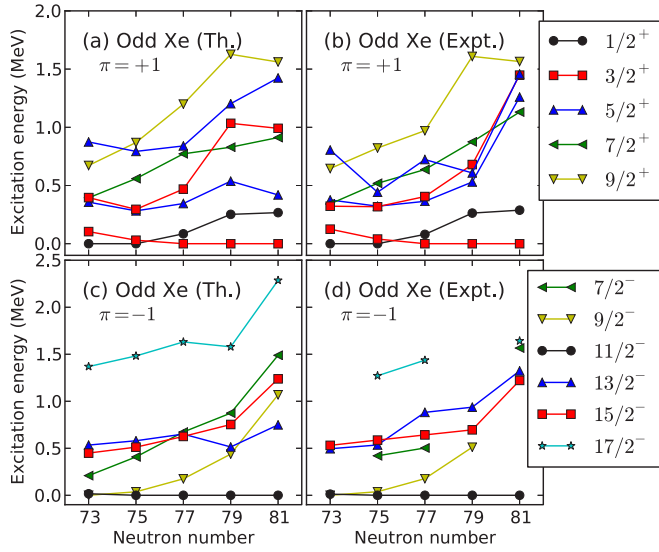 (a) Odd Xe (Th.)
π=+1
(b) Odd Xe (Expt.)
π=+1
Excitation energy (MeV)
2.0
1.5
1.0
0.5
0.0
1/2⁺
3/2⁺
5/2⁺
7/2⁺
9/2⁺
(c) Odd Xe (Th.)
π=−1
(d) Odd Xe (Expt.)
π=−1
Excitation energy (MeV)
2.5
2.0
1.5
1.0
0.5
0.0
7/2⁻
9/2⁻
11/2⁻
13/2⁻
15/2⁻
17/2⁻
73 75 77 79 81
73 75 77 79 81
Neutron number
Neutron number